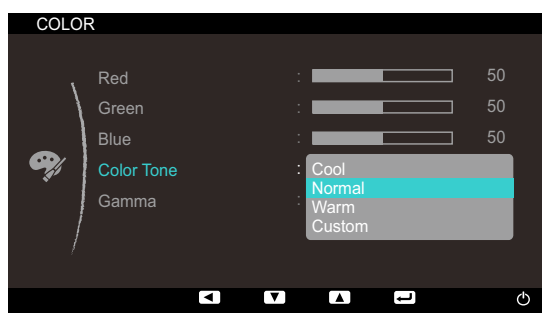 COLOR
Red : 50
Green : 50
Blue : 50
Color Tone : Cool
Normal
Warm
Gamma :
Custom